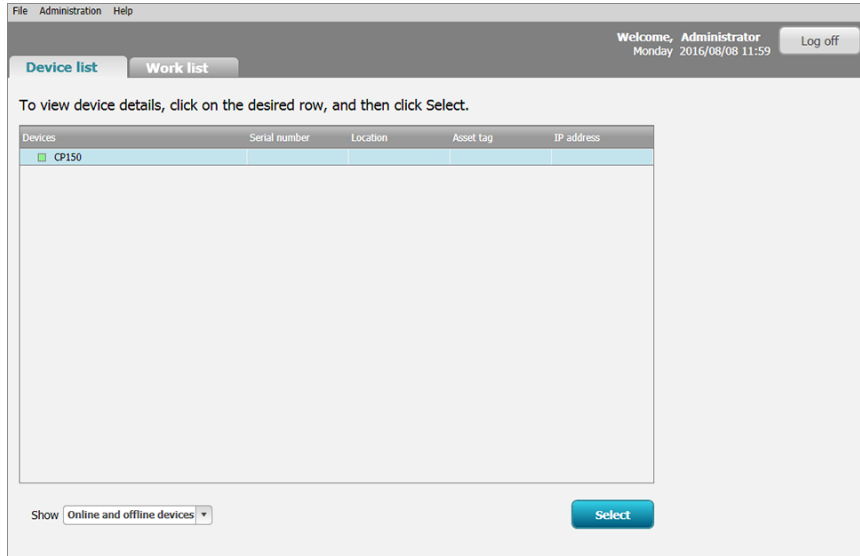 File Administration Help
Welcome, Administrator
Monday 2016/08/08 11:59
Log off
Device list Work list
To view device details, click on the desired row, and then click Select.
Devices Serial number Location Asset tag IP address
CP150
Show Online and offline devices Select